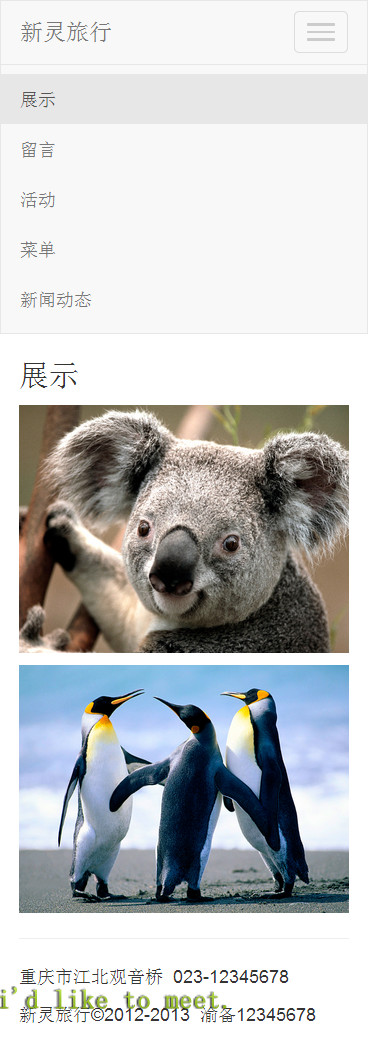 新灵旅行
展示
留言
活动
菜单
新闻动态
展示
重庆市江北观音桥 023-12345678
i'd like to meet.
新灵旅行©2012-2013 渝备12345678